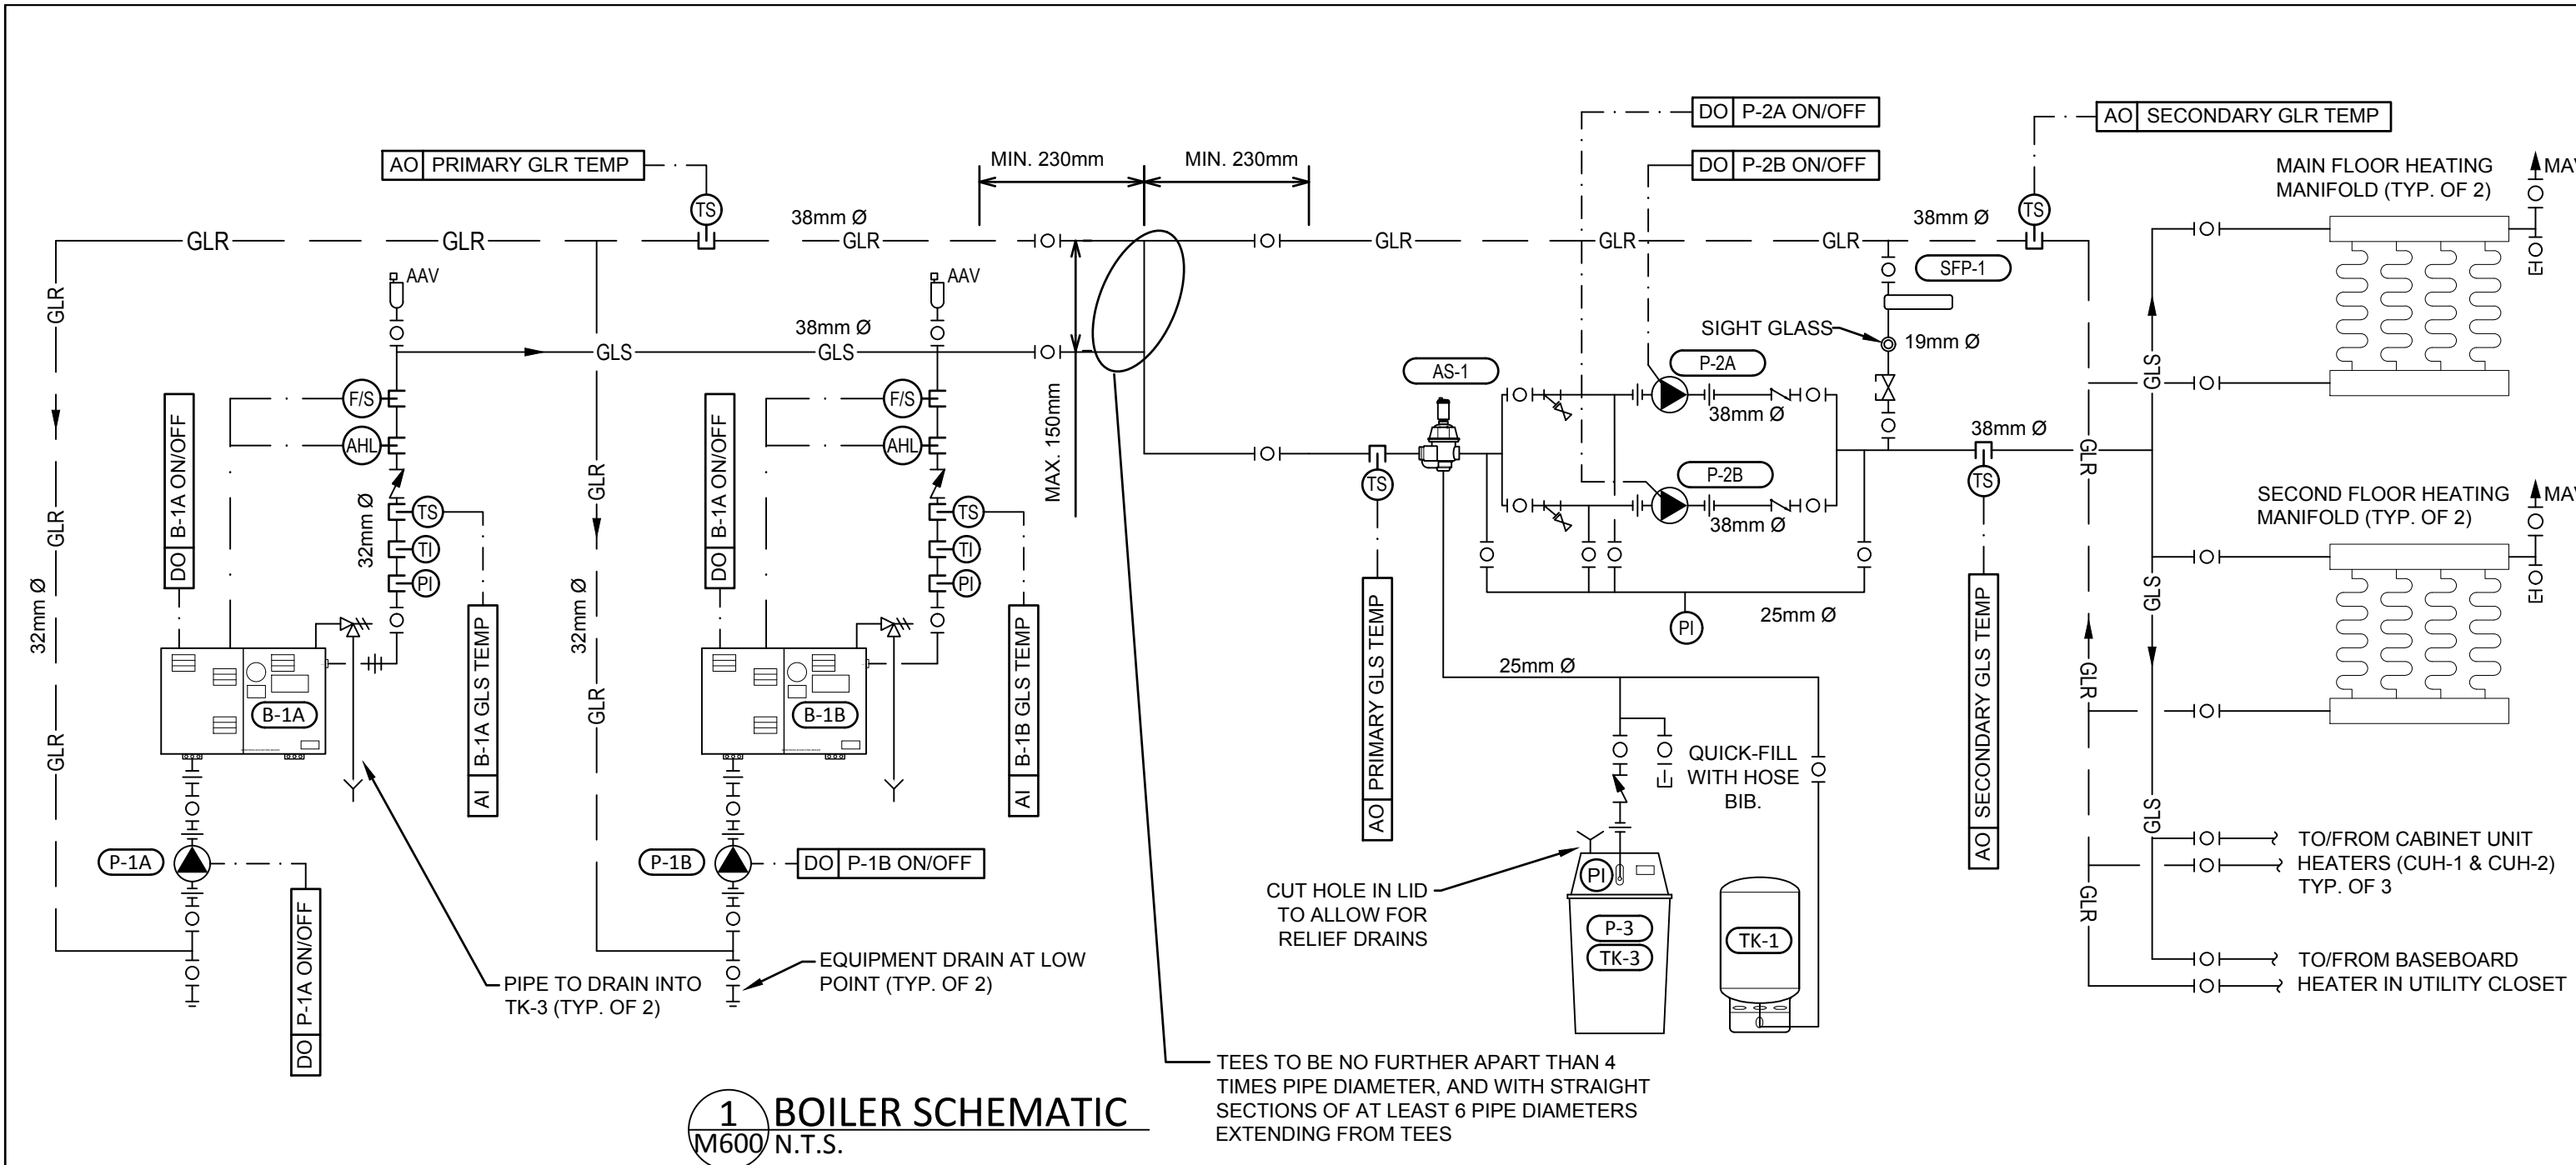 DO P-2A ON/OFF
AO SECONDARY GLR TEMP
AO PRIMARY GLR TEMP
MIN. 230mm
MIN. 230mm
DO P-2B ON/OFF
MAIN FLOOR HEATING
MANIFOLD (TYP. OF 2)
MAV
TS
38mm Ø
38mm Ø
TS
GLR
GLR
GLR
GLR
GLR
GLR
SFP-1
AAV
AAV
GLR
38mm Ø
GLS
GLS
SIGHT GLASS
19mm Ø
P-2A
AS-1
GLS
F/S
F/S
38mm Ø
AHL
AHL
MAX. 150mm
38mm Ø
GLR
GLR
P-2B
TS
TS
SECOND FLOOR HEATING
MANIFOLD (TYP. OF 2)
MAV
DO B-1A ON/OFF
DO B-1A ON/OFF
32mm Ø
TS
TS
38mm Ø
GLR
TI
TI
PI
PI
GLS
32mm Ø
32mm Ø
25mm Ø
PI
25mm Ø
AI B-1A GLS TEMP
AI B-1B GLS TEMP
AO PRIMARY GLS TEMP
AO SECONDARY GLS TEMP
GLR
GLR
GLR
B-1A
B-1B
QUICK-FILL
WITH HOSE
BIB.
GLS
TO/FROM CABINET UNIT
HEATERS (CUH-1 & CUH-2)
TYP. OF 3
P-1A
P-1B
DO P-1B ON/OFF
DO P-1A ON/OFF
CUT HOLE IN LID
TO ALLOW FOR
RELIEF DRAINS
PI
P-3
TK-3
TK-1
GLR
PIPE TO DRAIN INTO
TK-3 (TYP. OF 2)
EQUIPMENT DRAIN AT LOW
POINT (TYP. OF 2)
TO/FROM BASEBOARD
HEATER IN UTILITY CLOSET
TEES TO BE NO FURTHER APART THAN 4
TIMES PIPE DIAMETER, AND WITH STRAIGHT
SECTIONS OF AT LEAST 6 PIPE DIAMETERS
EXTENDING FROM TEES
1 BOILER SCHEMATIC
M600 N.T.S.